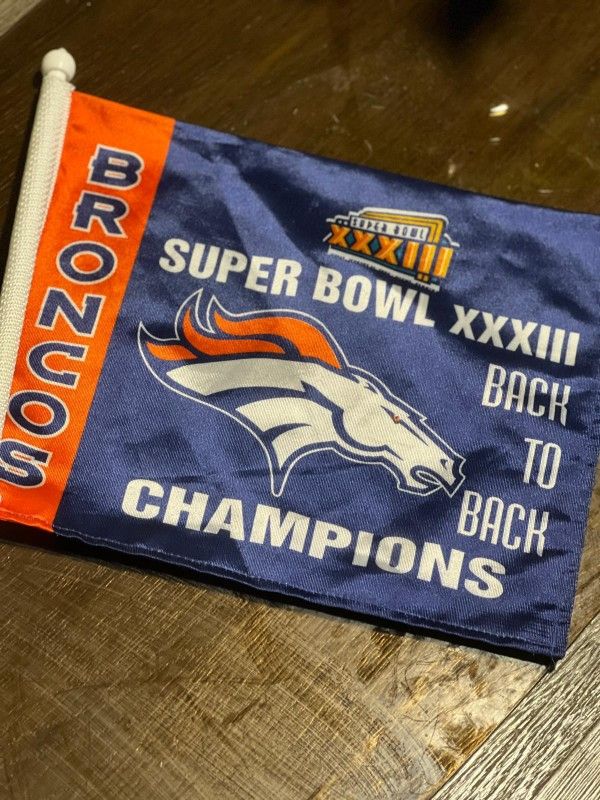 BRONCOS
SUPER BOWL
XXXIII
SUPER BOWL XXXIII
BACK
TO
BACK
CHAMPIONS